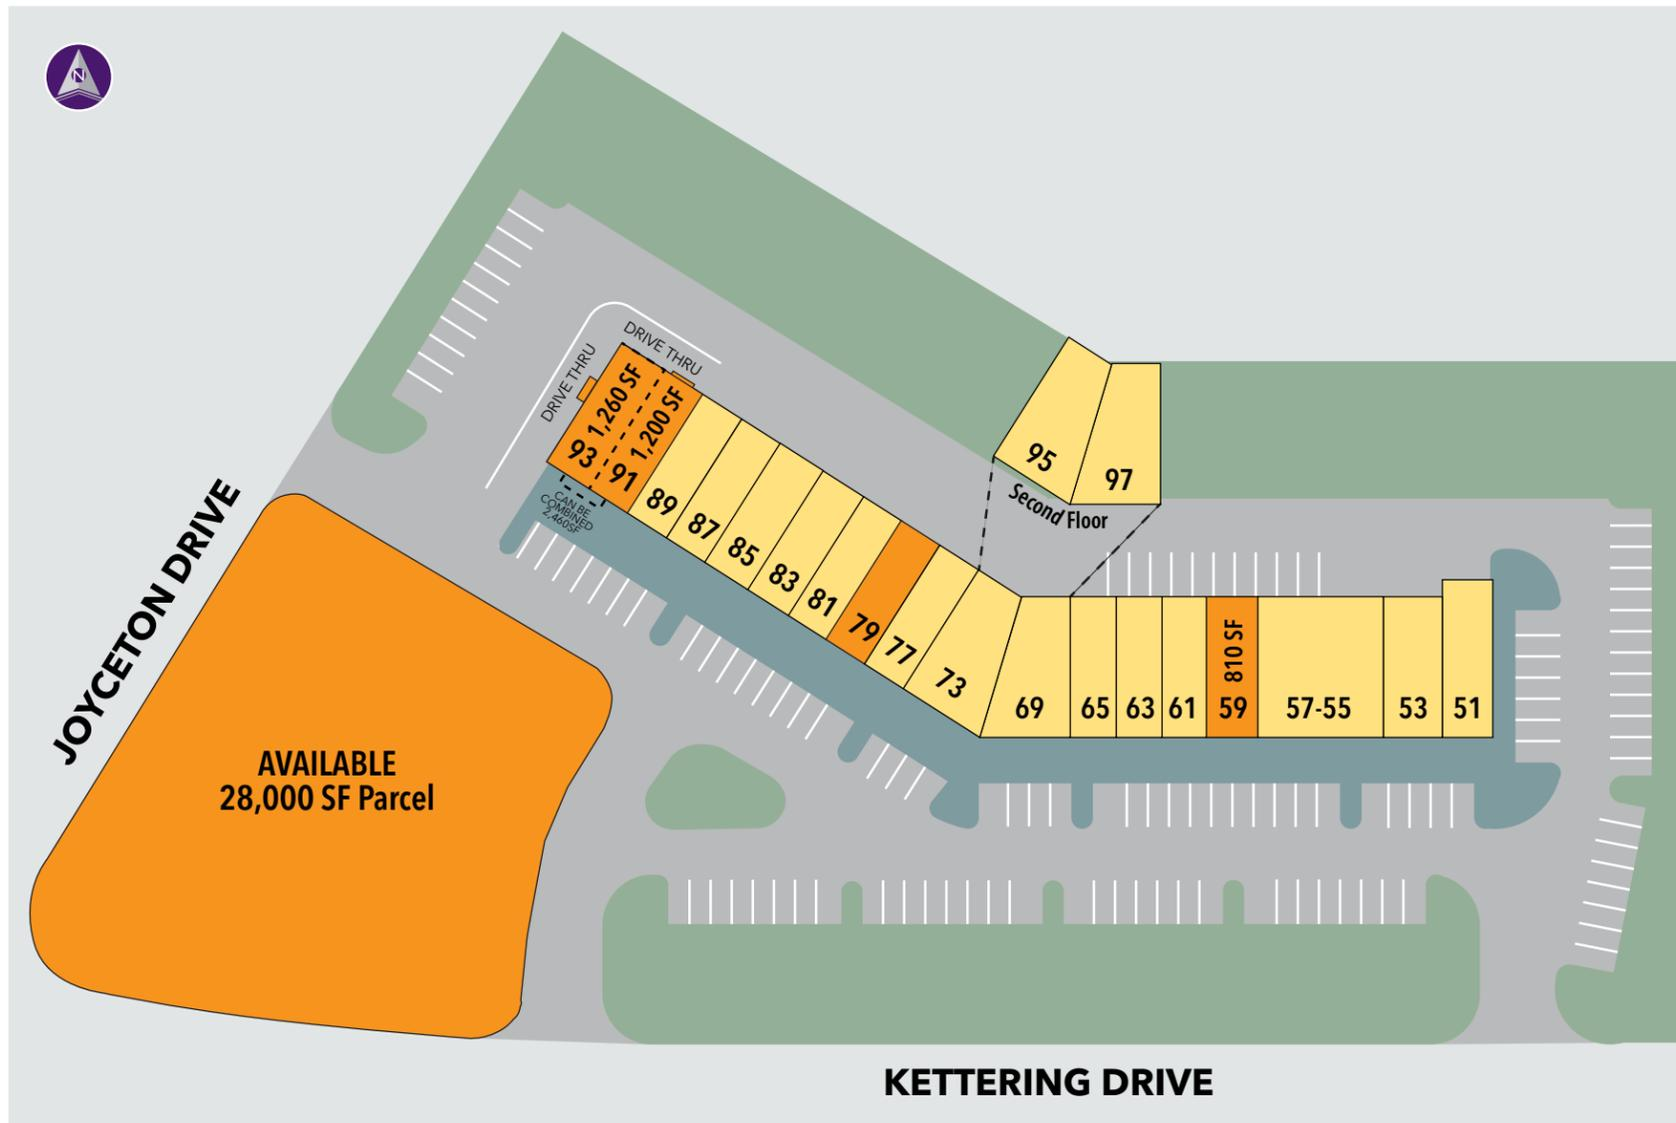 N
DRIVE THRU
DRIVE THRU
93 1,260 SF
91 1,200 SF
CAN BE
COMBINED
2,460SF
89
87
85
83
81
79
77
73
95
97
Second Floor
69
65
63
61
59 810 SF
57-55
53
51
JOYCETON DRIVE
AVAILABLE
28,000 SF Parcel
KETTERING DRIVE